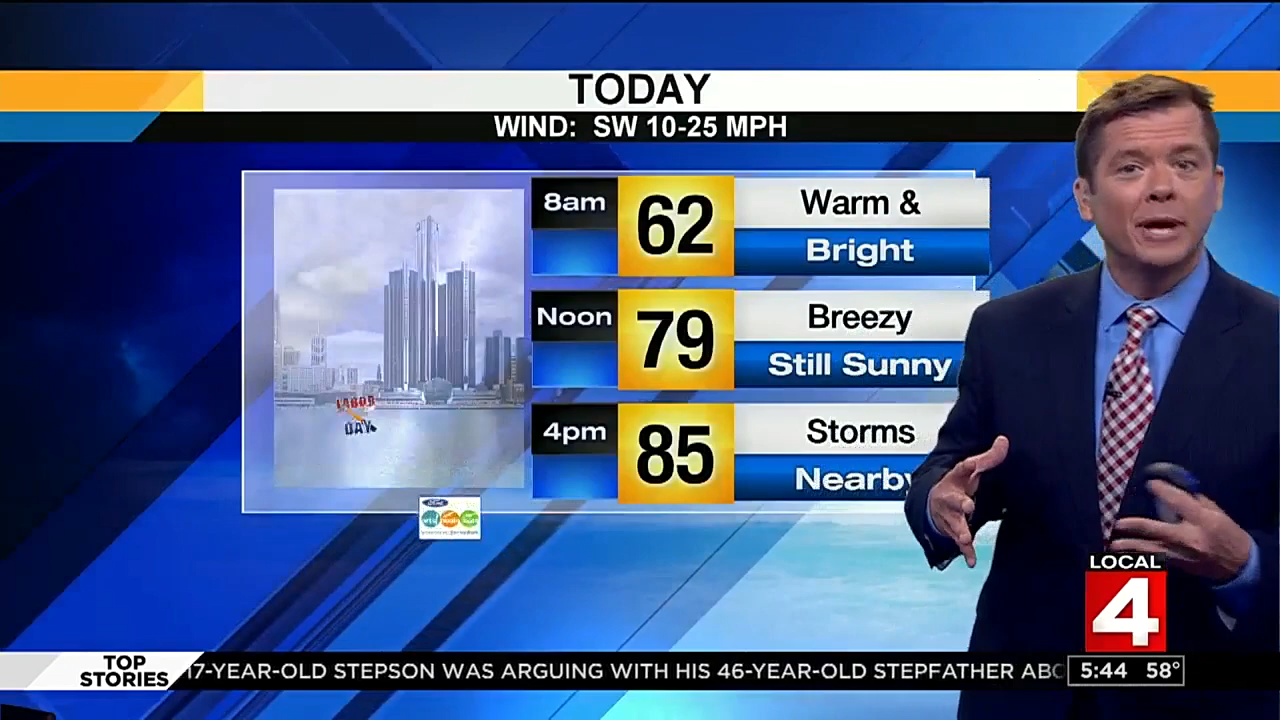 TODAY
WIND: SW 10-25 MPH
8am
62
Warm &
Bright
Noon
79
Breezy
Still Sunny
4pm
85
Storms
Nearby
LABOR
DAY
Ford
LOCAL
4
TOP
STORIES
17-YEAR-OLD STEPSON WAS ARGUING WITH HIS 46-YEAR-OLD STEPFATHER ABO
5:44 58°